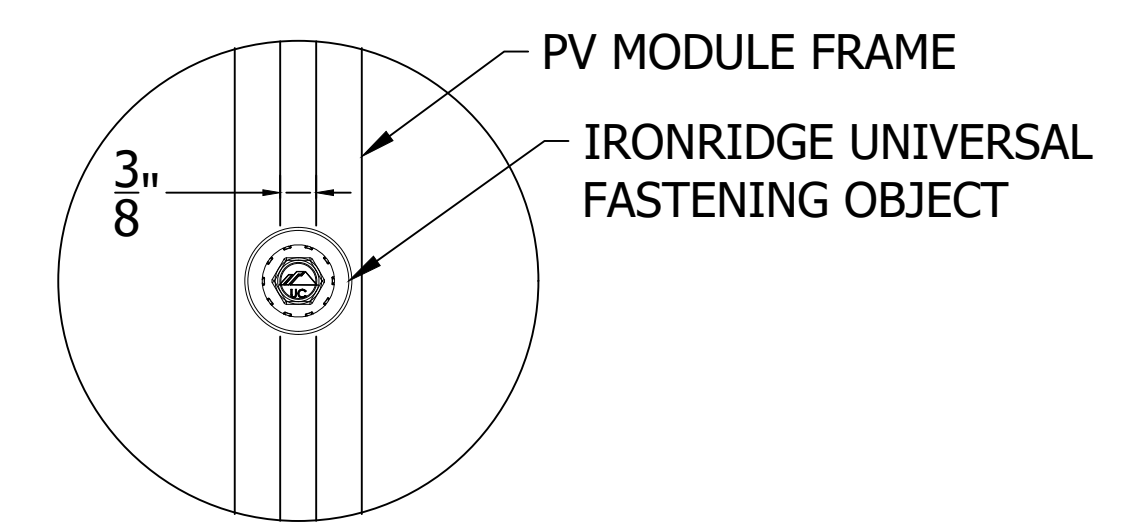 PV MODULE FRAME
IRONRIDGE UNIVERSAL
FASTENING OBJECT
3/8"
UC